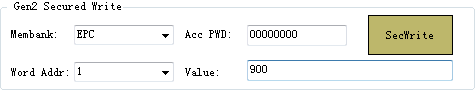 Gen2 Secured Write
Membank: EPC Acc PWD: 00000000 SecWrite
Word Addr: 1 Value: 900